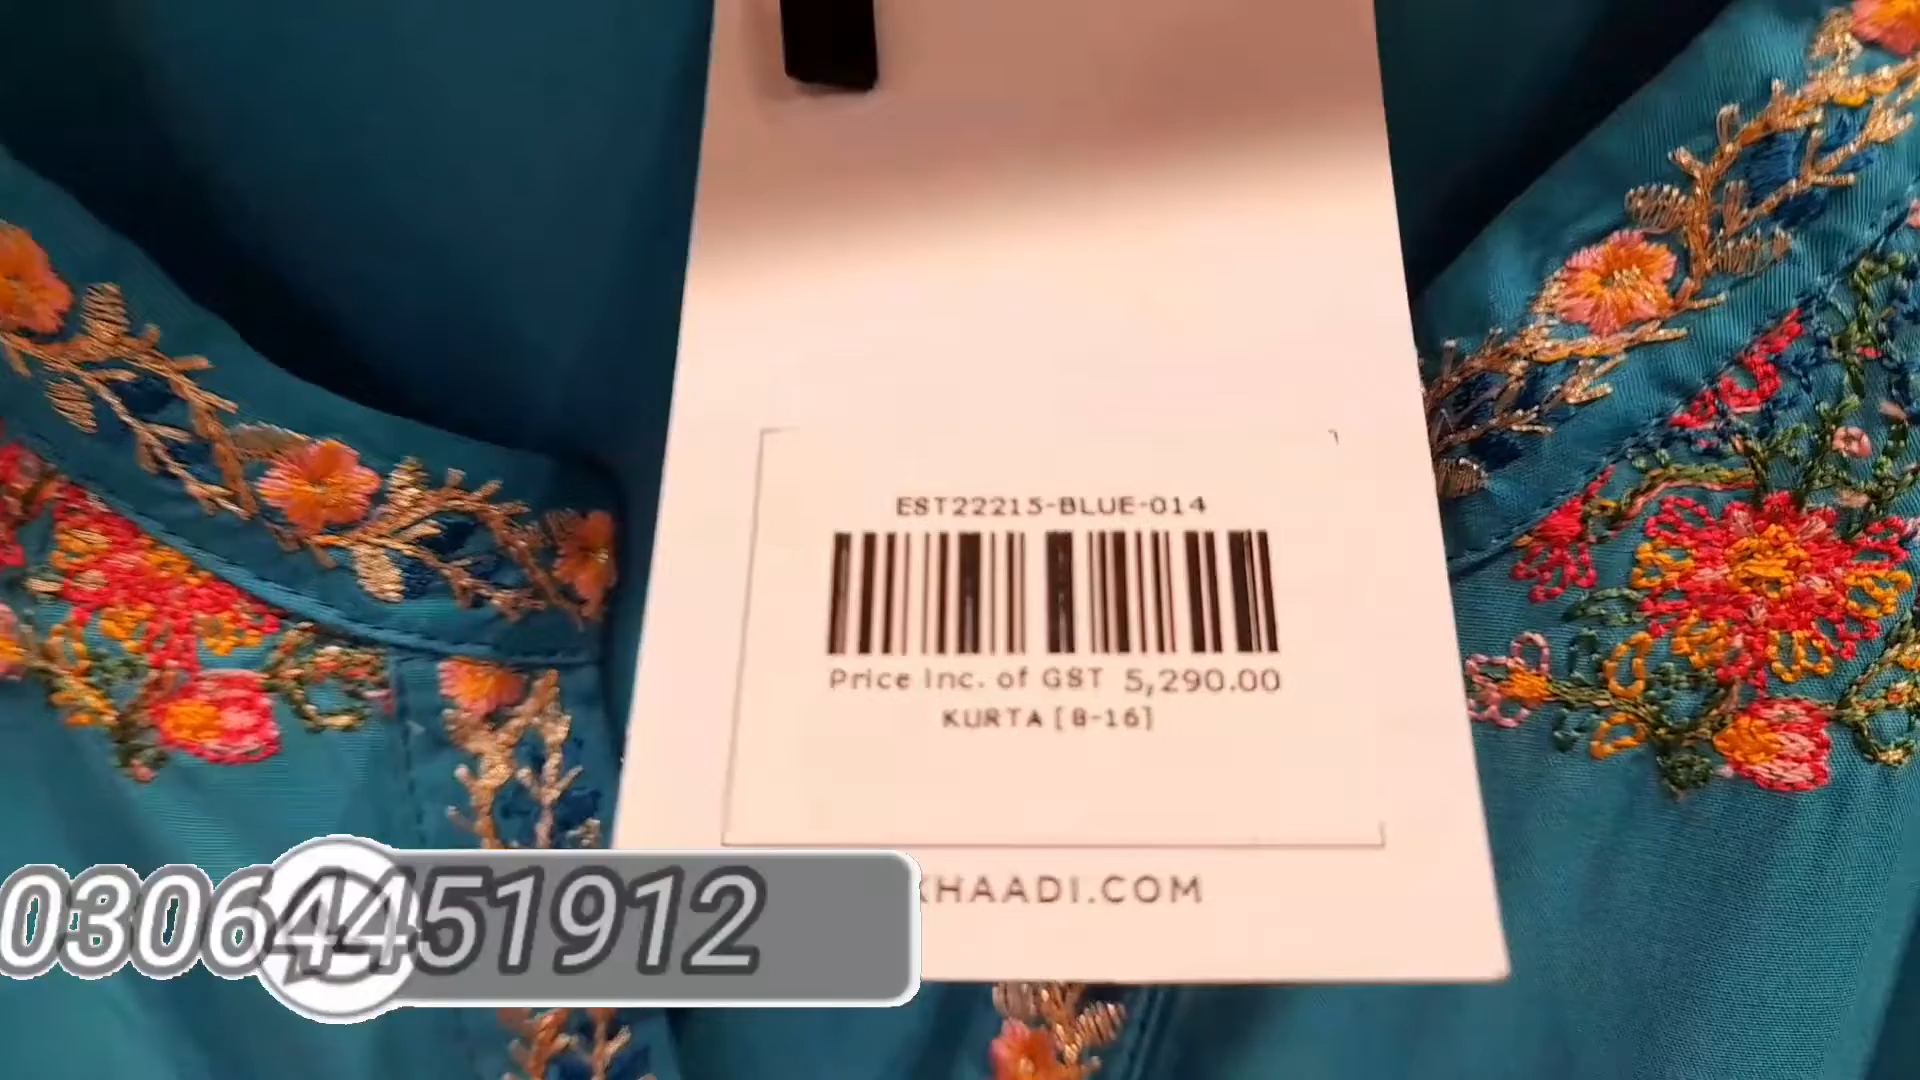 EST22215-BLUE-014
Price Inc. of GST 5,290.00
KURTA [8-16]
KHAADI.COM
03064451912